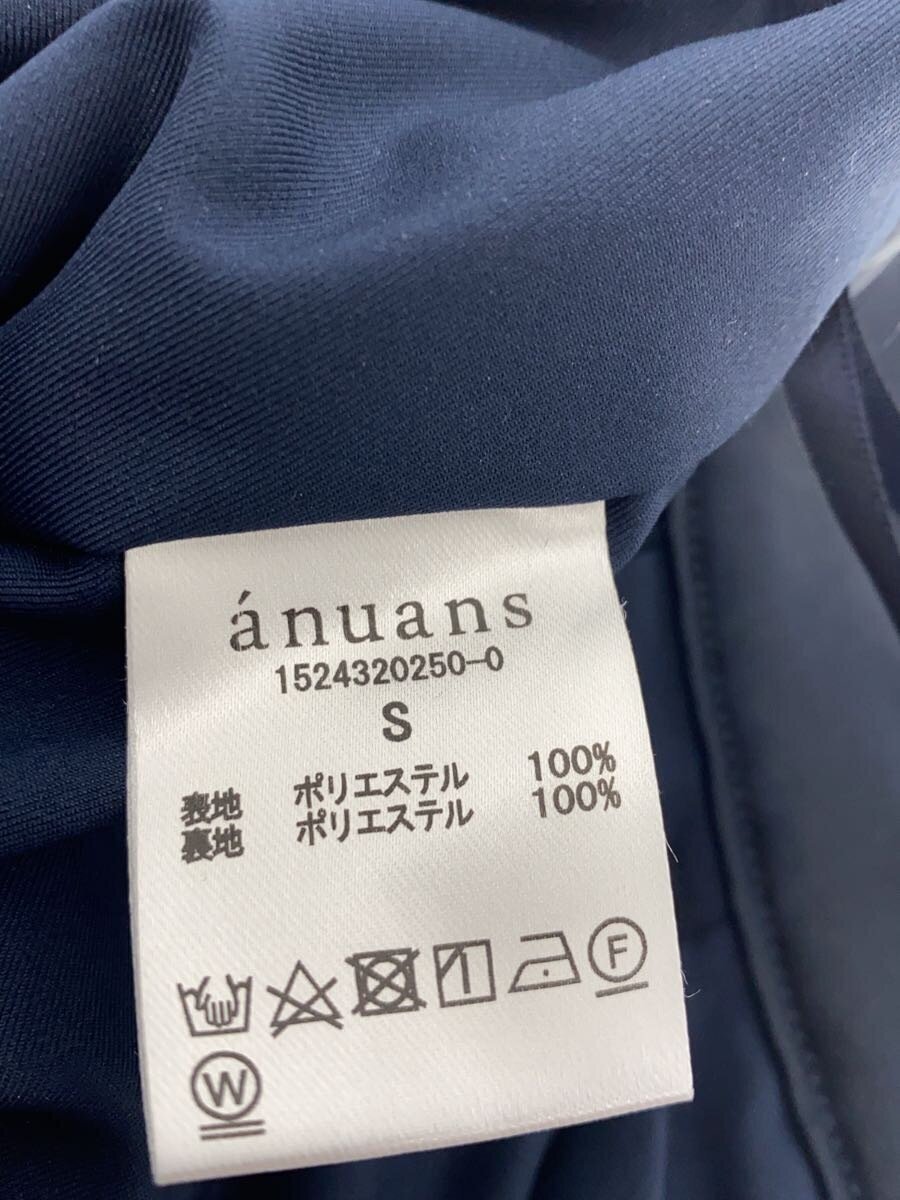 ánuans
1524320250-0
S
表地 ポリエステル 100%
裏地 ポリエステル 100%
F
W